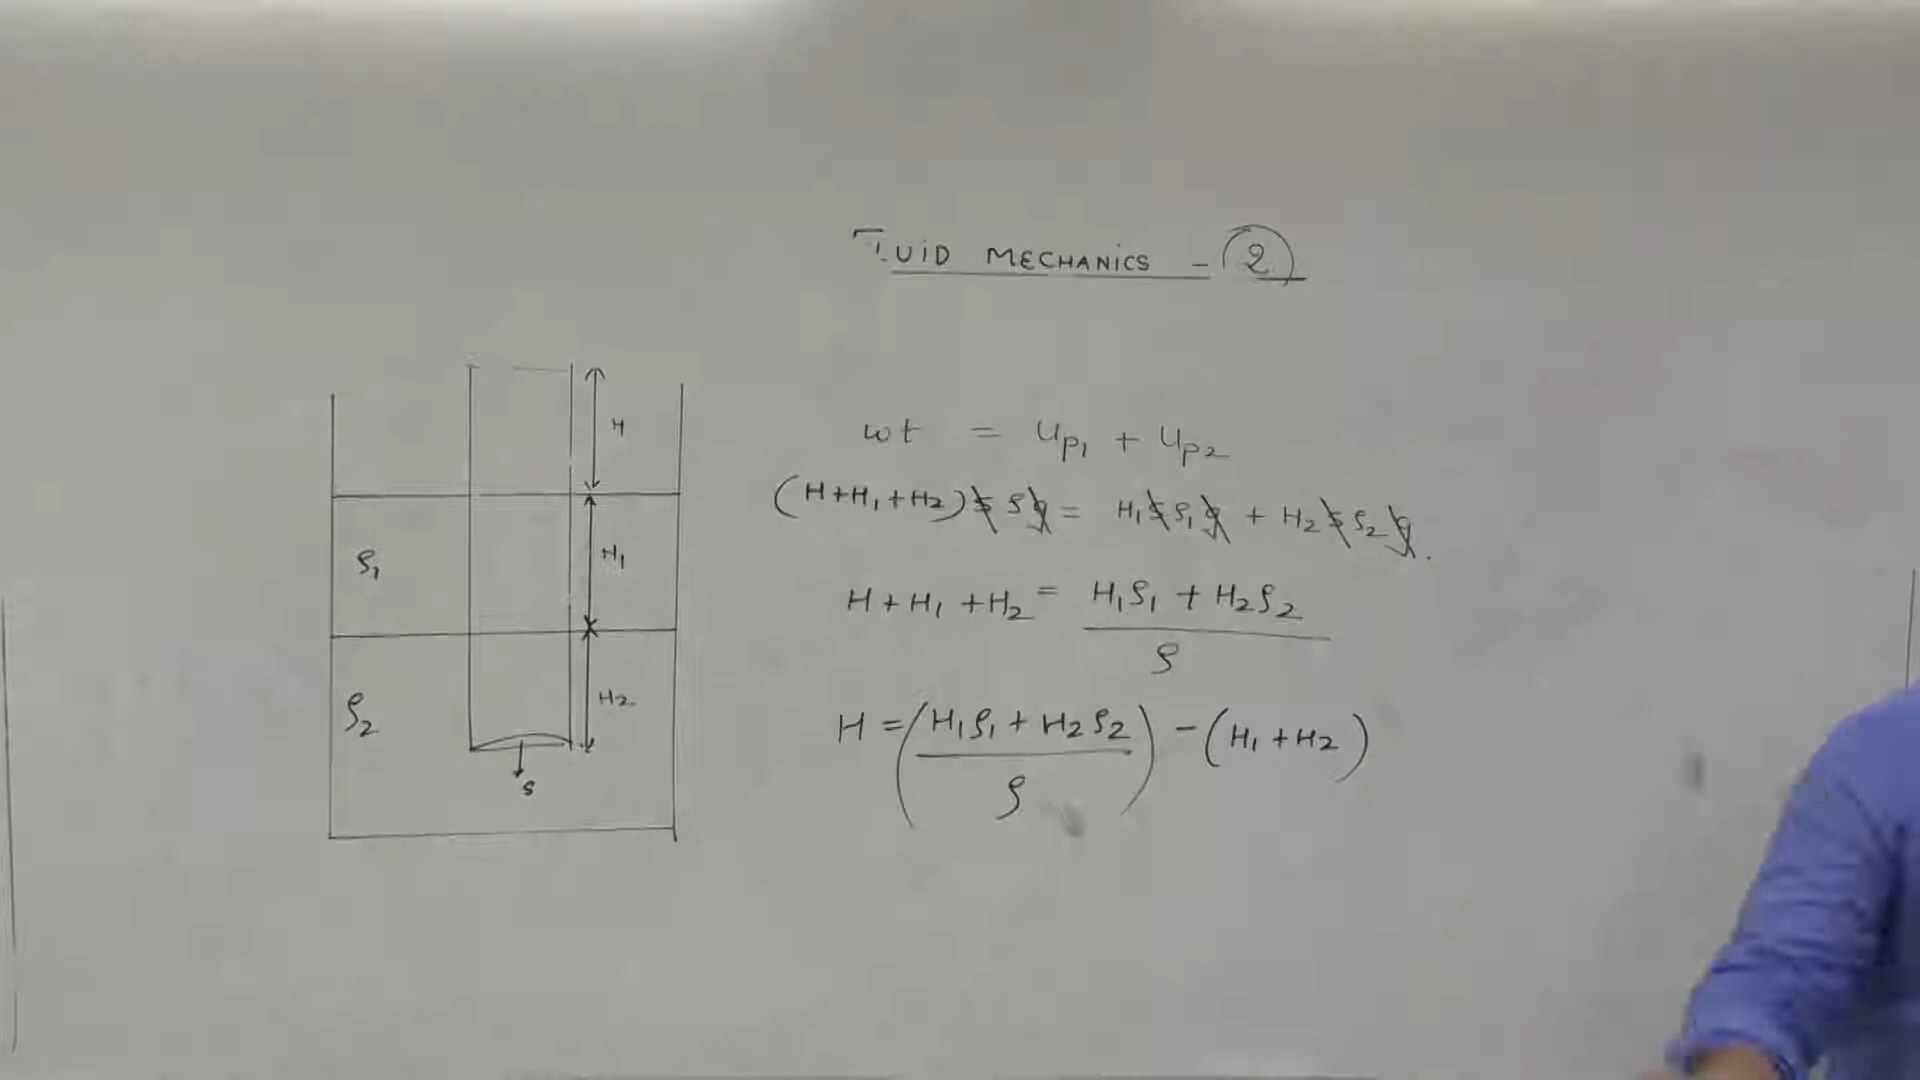 FLUID MECHANICS - 2
H
wt = Up₁ + Up₂
(H+H₁+H₂) S ρ g = H₁ S ρ₁ g + H₂ S ρ₂ g.
H₁
ρ₁
H + H₁ + H₂ = (H₁ρ₁ + H₂ρ₂) / ρ
H₂
ρ₂
H = ((H₁ρ₁ + H₂ρ₂) / ρ) - (H₁ + H₂)
s